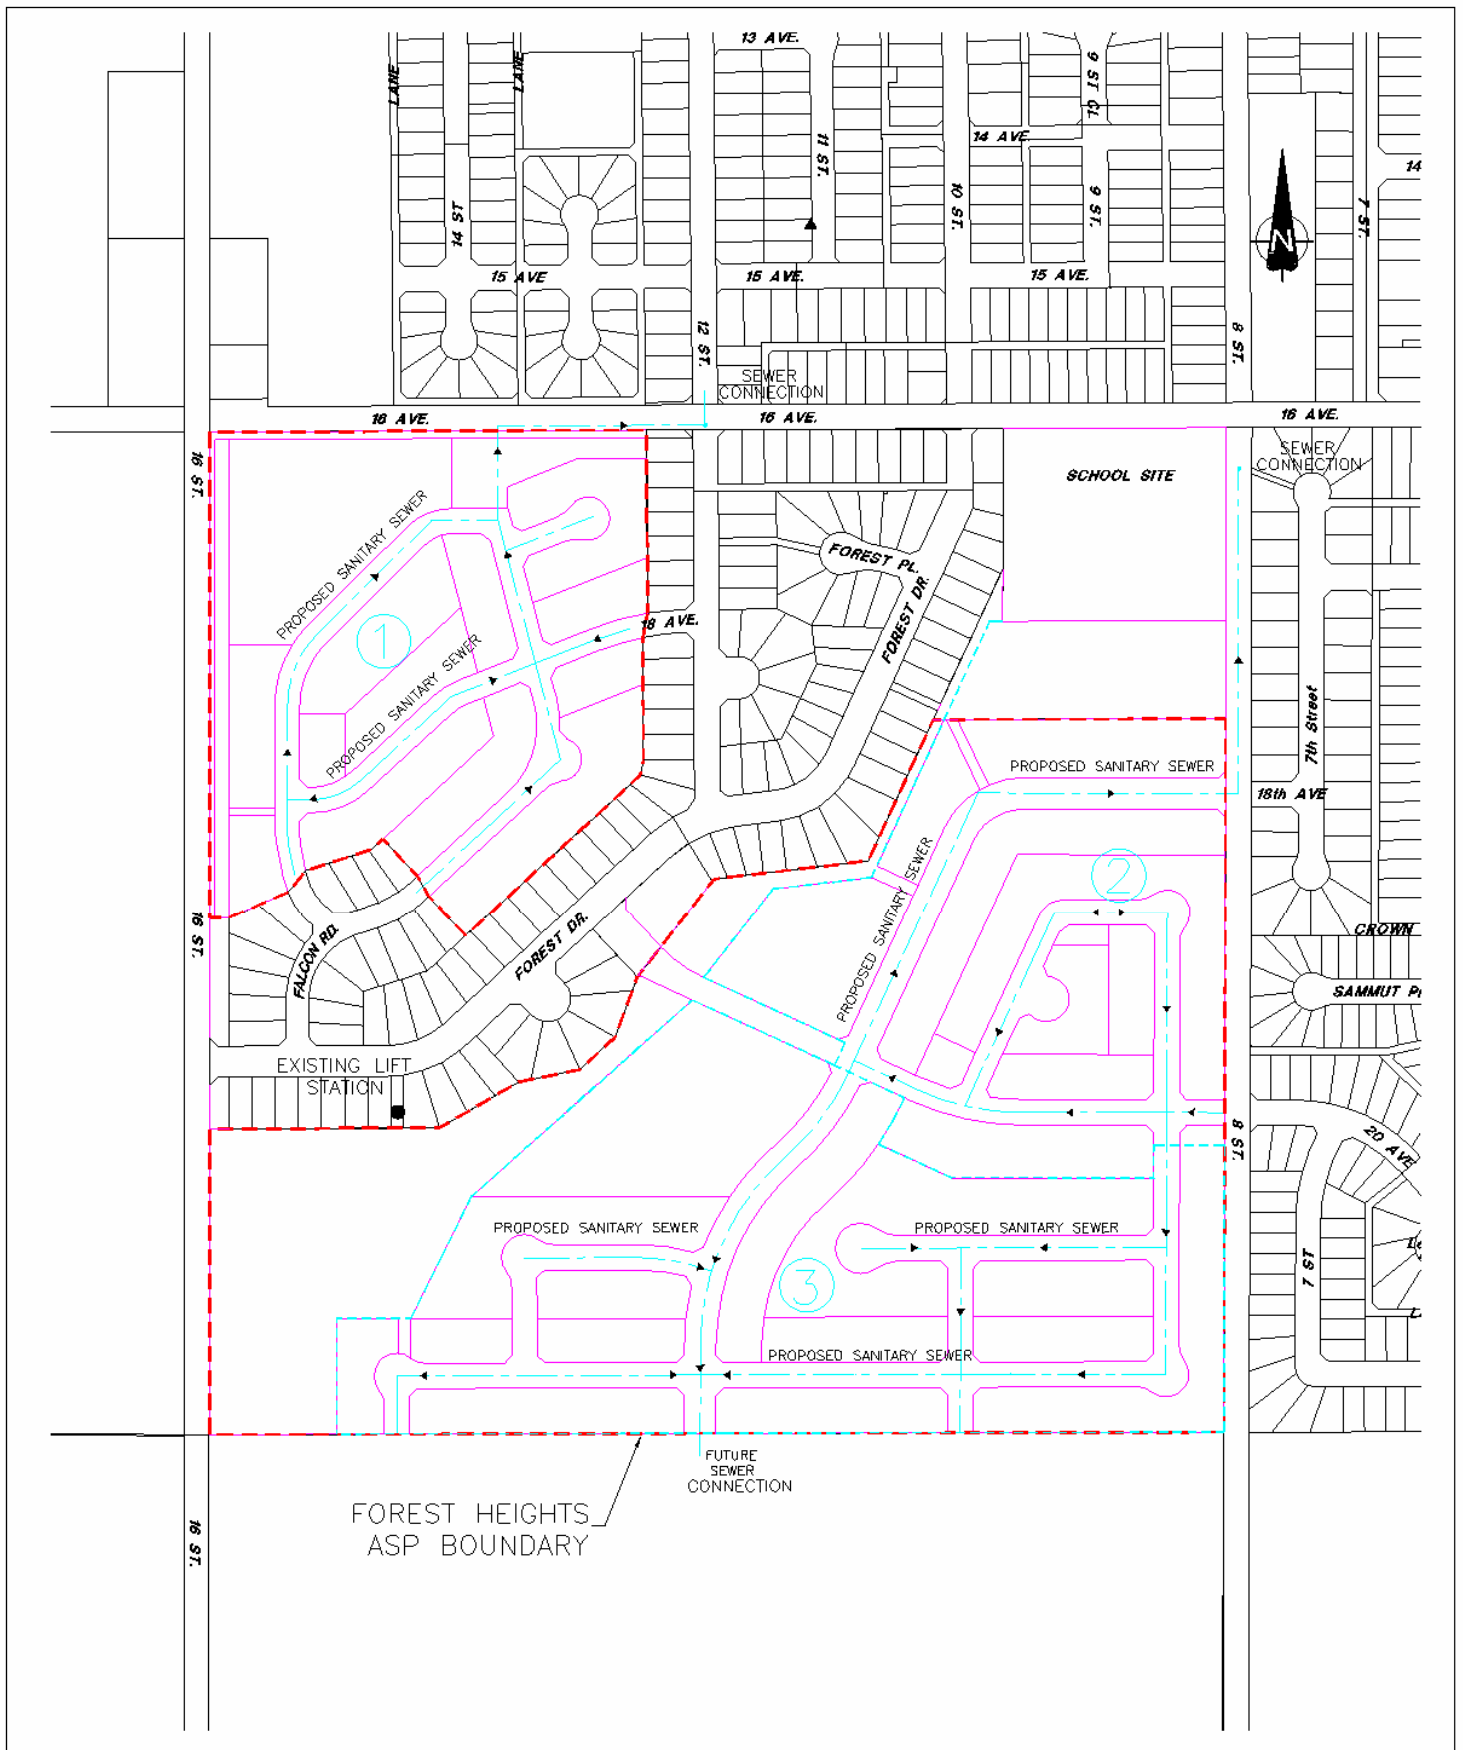 13 AVE.
LANE
LANE
9 ST CL
14 AVE
11 ST.
14
14 ST
10 ST.
9 ST.
7 ST.
N
15 AVE
15 AVE.
15 AVE.
12 ST.
8 ST.
SEWER
CONNECTION
16 AVE.
16 AVE.
16 AVE.
16 ST.
SCHOOL SITE
SEWER
CONNECTION
PROPOSED SANITARY SEWER
FOREST PL.
FOREST DR.
1
18 AVE.
PROPOSED SANITARY SEWER
7th Street
PROPOSED SANITARY SEWER
18th AVE
PROPOSED SANITARY SEWER
2
16 ST.
FALCON RD.
FOREST DR.
CROWN
SAMMUT
EXISTING LIFT
STATION
8 ST.
20 AVE
PROPOSED SANITARY SEWER
PROPOSED SANITARY SEWER
7 ST
3
PROPOSED SANITARY SEWER
FUTURE
SEWER
CONNECTION
FOREST HEIGHTS
ASP BOUNDARY
16 ST.